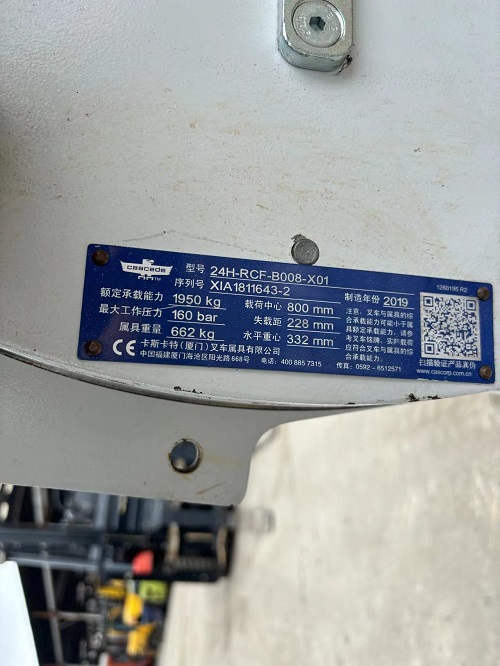 cascade
TM
型号 24H-RCF-B008-X01
序列号 XIA1811643-2
额定承载能力 1950 kg 载荷中心 800 mm 制造年份 2019
最大工作压力 160 bar 失载距 228 mm
属具重量 662 kg 水平重心 332 mm
注意，叉车与属具的综
合承载能力可能小于属
具额定承载能力，请参
考叉车铭牌，实际载荷
应符合叉车与属具的综
合承载能力。
1260195 R2
扫描验证产品真伪
www.cascorp.com.cn
CE 卡斯卡特(厦门)叉车属具有限公司
中国福建厦门海沧区阳光路668号 电话：400 885 7315 传真：0592-6512571